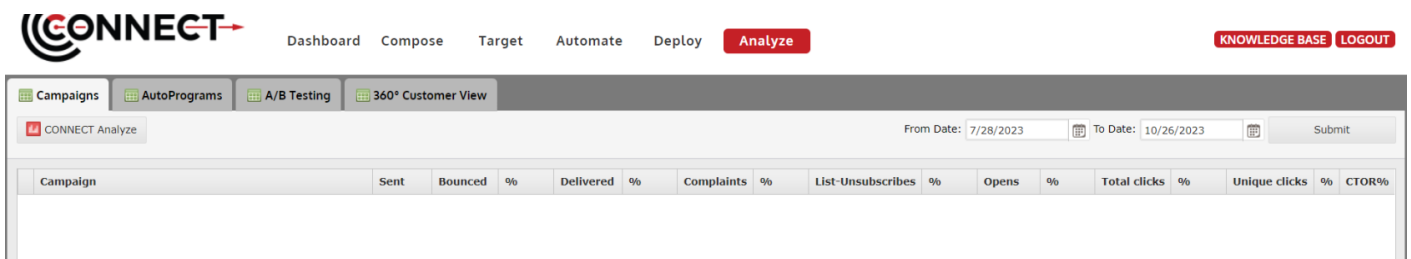 CONNECT
Dashboard Compose Target Automate Deploy Analyze
KNOWLEDGE BASE LOGOUT
Campaigns AutoPrograms A/B Testing 360° Customer View
CONNECT Analyze From Date: 7/28/2023 To Date: 10/26/2023 Submit
Campaign Sent Bounced % Delivered % Complaints % List-Unsubscribes % Opens % Total clicks % Unique clicks % CTOR%